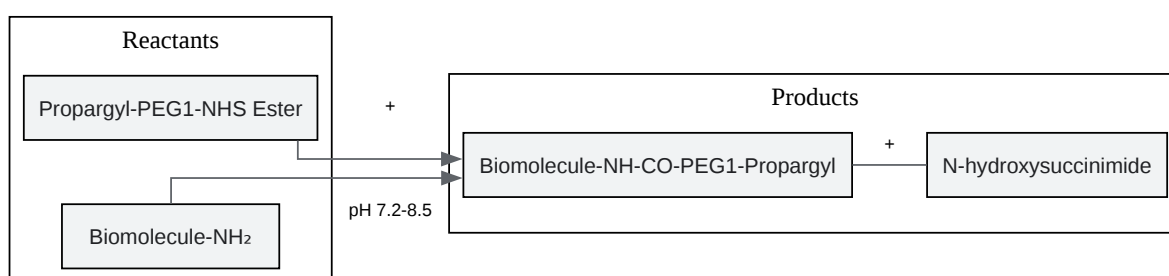 Reactants
Propargyl-PEG1-NHS Ester
+
Biomolecule-NH₂
pH 7.2-8.5
Products
Biomolecule-NH-CO-PEG1-Propargyl
+
N-hydroxysuccinimide